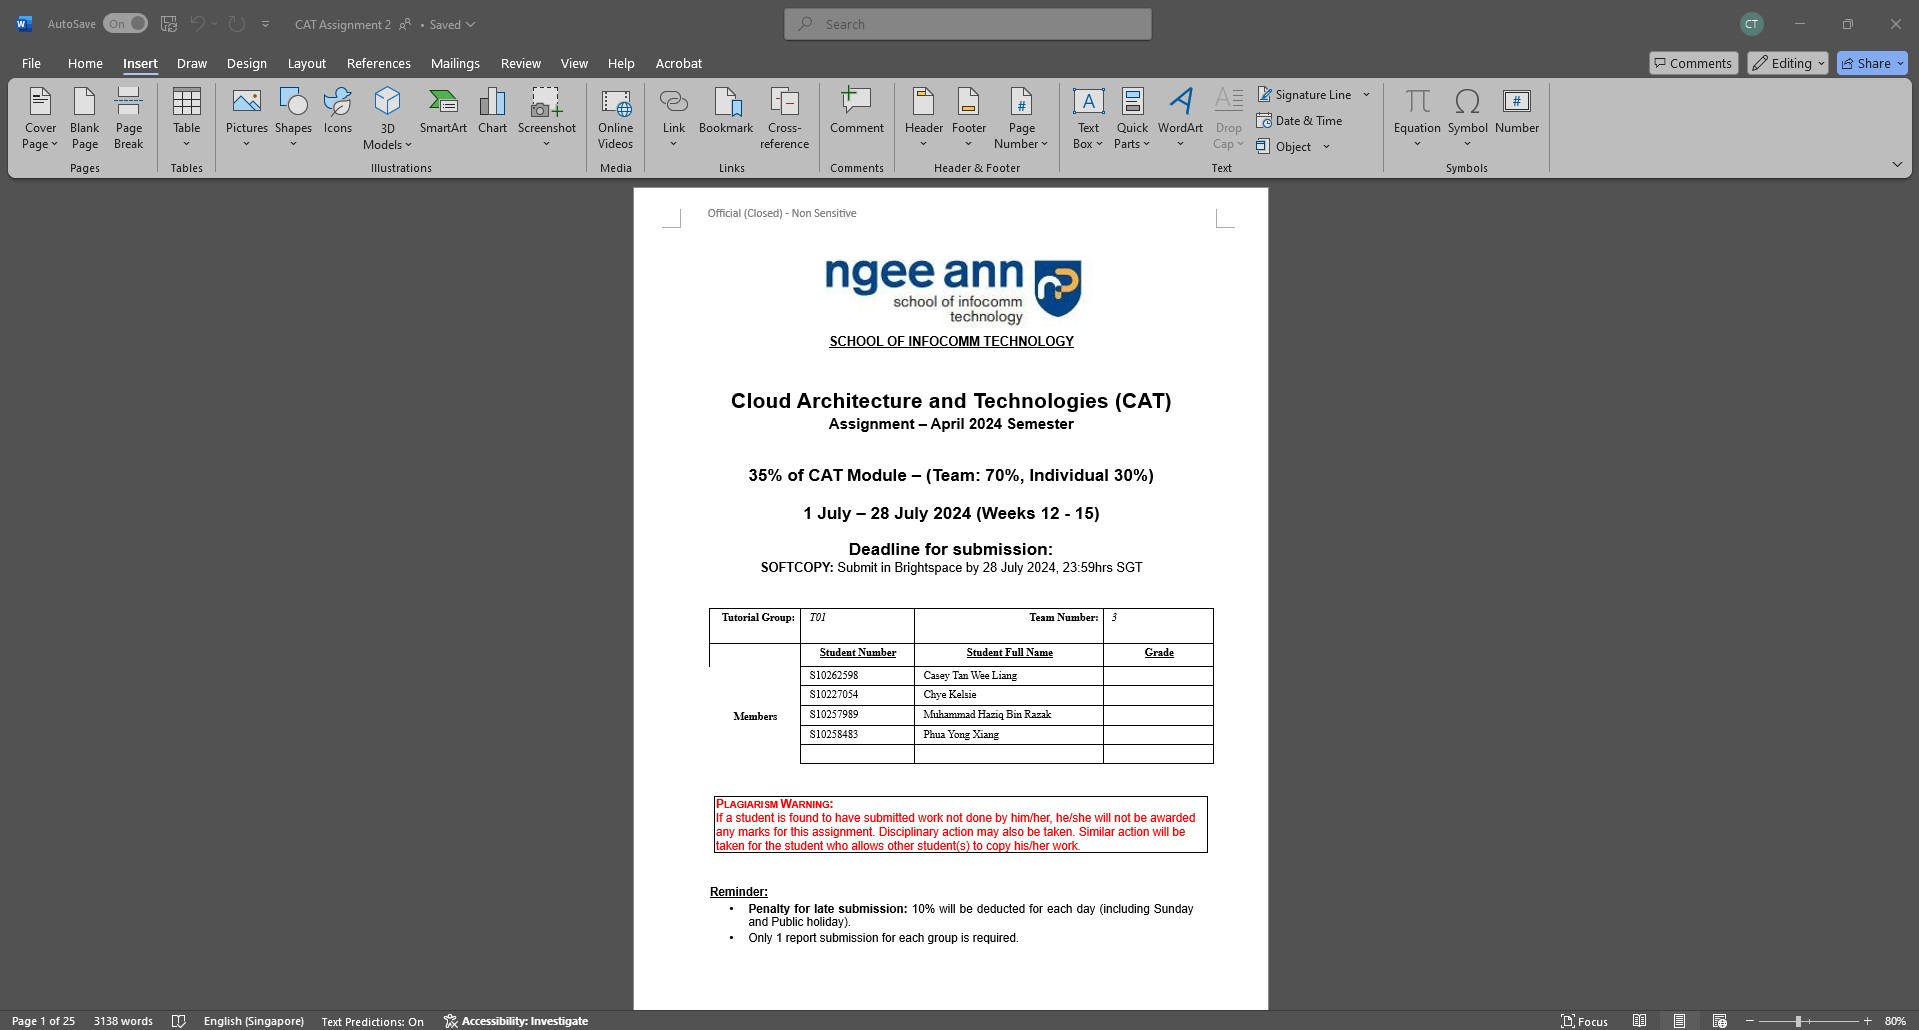 AutoSave On CAT Assignment 2 • Saved Search CT
File Home Insert Draw Design Layout References Mailings Review View Help Acrobat Comments Editing Share
Cover Page Blank Page Page Break Table Pictures Shapes Icons 3D Models SmartArt Chart Screenshot Online Videos Link Bookmark Cross-reference Comment Header Footer Page Number Text Box Quick Parts WordArt Drop Cap Signature Line Date & Time Object Equation Symbol Number
Pages Tables Illustrations Media Links Comments Header & Footer Text Symbols
Official (Closed) - Non Sensitive
ngee ann
school of infocomm
technology
SCHOOL OF INFOCOMM TECHNOLOGY
Cloud Architecture and Technologies (CAT)
Assignment – April 2024 Semester
35% of CAT Module – (Team: 70%, Individual 30%)
1 July – 28 July 2024 (Weeks 12 - 15)
Deadline for submission:
SOFTCOPY: Submit in Brightspace by 28 July 2024, 23:59hrs SGT
Tutorial Group: T01 Team Number: 3
Student Number Student Full Name Grade
S10262598 Casey Tan Wee Liang
S10227054 Chye Kelsie
Members
S10257989 Muhammad Haziq Bin Razak
S10258483 Phua Yong Xiang
PLAGIARISM WARNING:
If a student is found to have submitted work not done by him/her, he/she will not be awarded
any marks for this assignment. Disciplinary action may also be taken. Similar action will be
taken for the student who allows other student(s) to copy his/her work.
Reminder:
• Penalty for late submission: 10% will be deducted for each day (including Sunday
and Public holiday).
• Only 1 report submission for each group is required.
Page 1 of 25 3138 words English (Singapore) Text Predictions: On Accessibility: Investigate Focus 80%